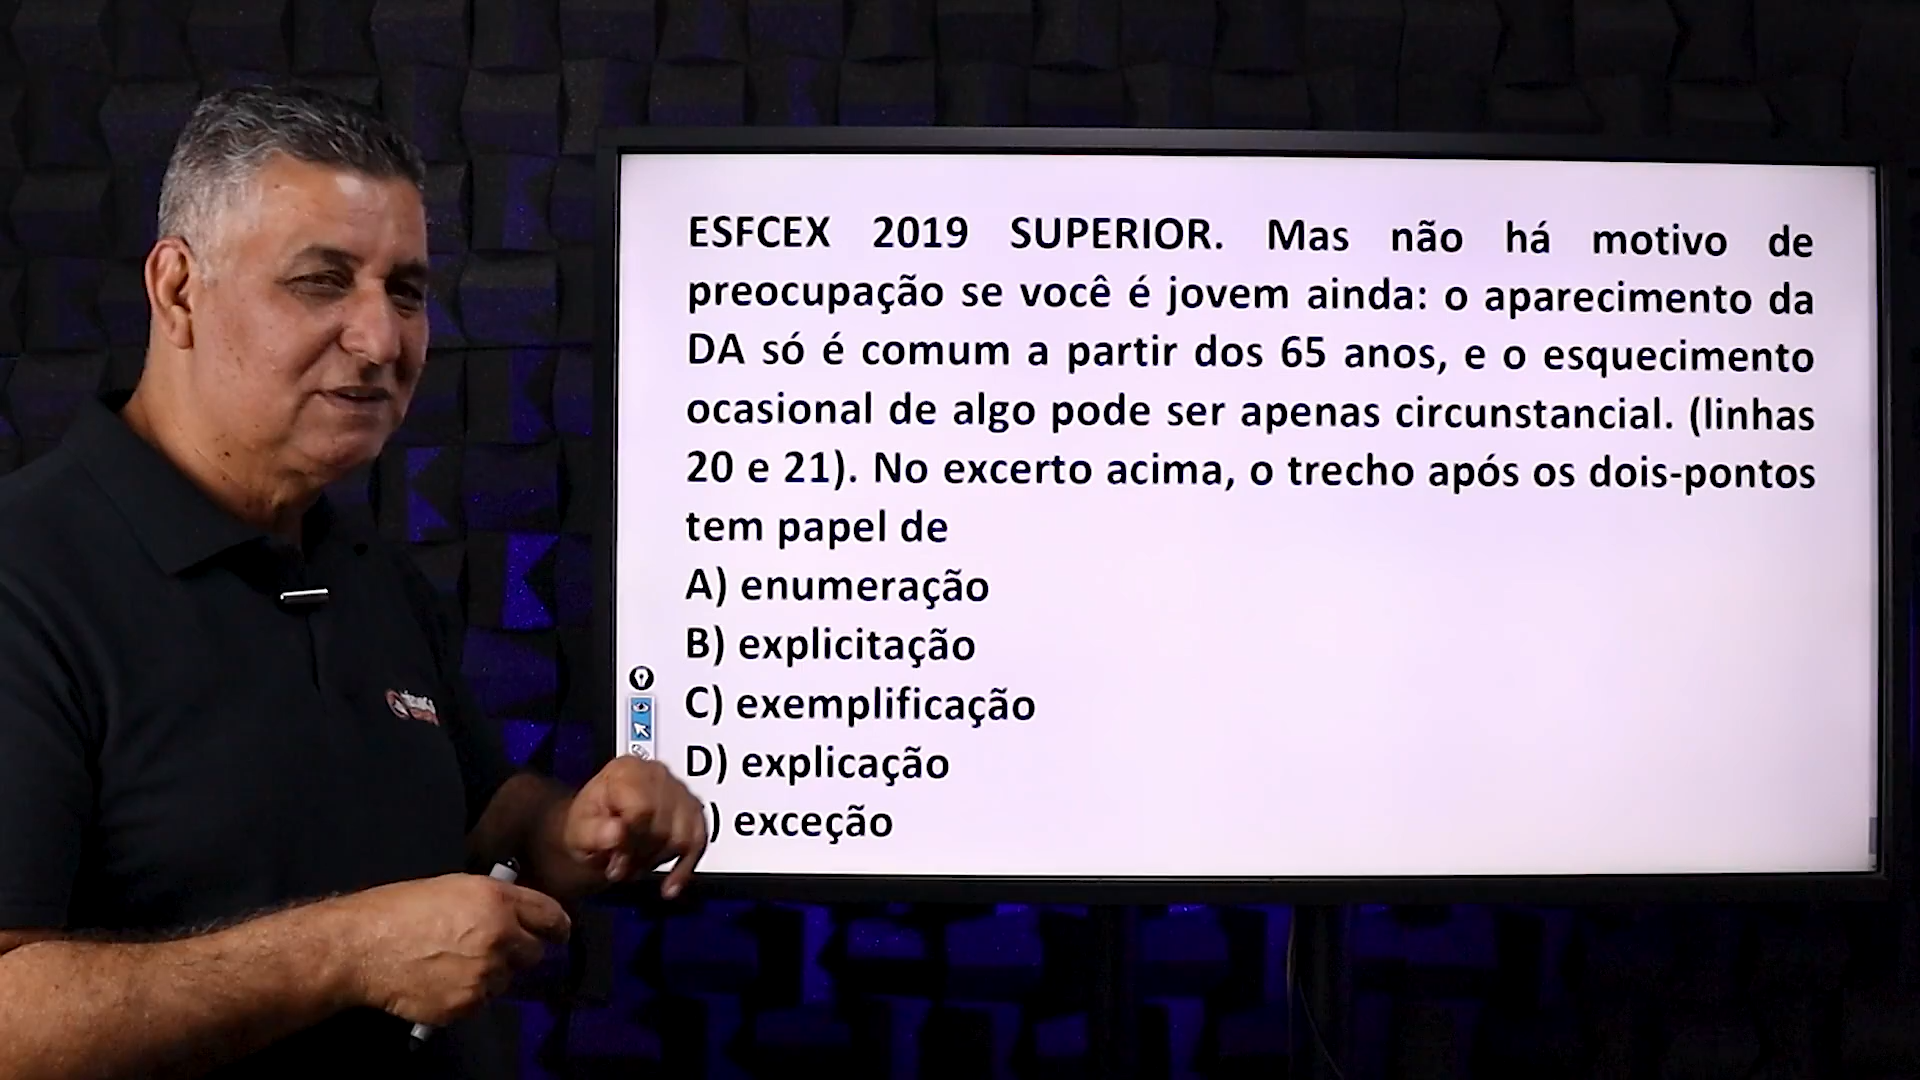 ESFCEX 2019 SUPERIOR. Mas não há motivo de
preocupação se você é jovem ainda: o aparecimento da
DA só é comum a partir dos 65 anos, e o esquecimento
ocasional de algo pode ser apenas circunstancial. (linhas
20 e 21). No excerto acima, o trecho após os dois-pontos
tem papel de
A) enumeração
B) explicitação
C) exemplificação
D) explicação
) exceção